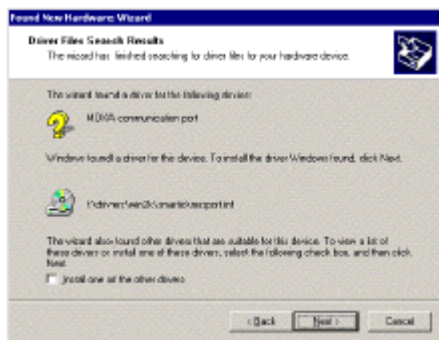 Found New Hardware Wizard
Driver Files Search Results
The wizard has finished searching for driver files for your hardware device.
The wizard found a driver for the following device:
MOXA communication port
Windows found a driver for this device. To install the driver Windows found, click Next.
The wizard also found other drivers that are suitable for this device. To view a list of
these drivers or install one of these drivers, select the following check box, and then click
Next.
Install one of the other drivers
< Back
Next >
Cancel